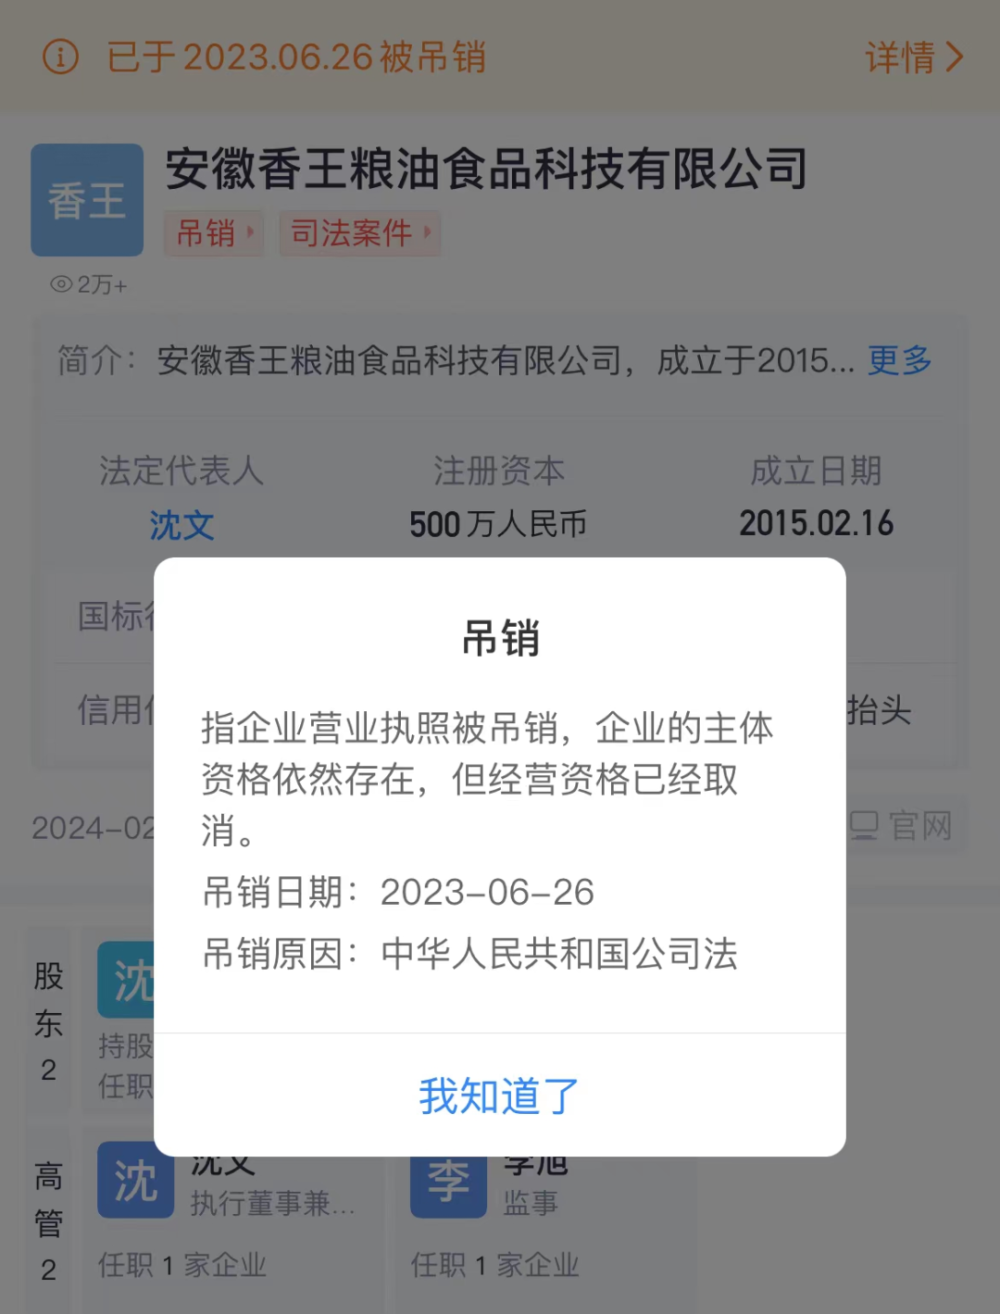 已于2023.06.26被吊销
详情
香王
安徽香王粮油食品科技有限公司
吊销
司法案件
2万+
简介：安徽香王粮油食品科技有限公司，成立于2015... 更多
法定代表人 注册资本 成立日期
沈文 500万人民币 2015.02.16
国标
吊销
信用 抬头
指企业营业执照被吊销，企业的主体
资格依然存在，但经营资格已经取
消。
2024-02 官网
吊销日期：2023-06-26
吊销原因：中华人民共和国公司法
股东2
沈
持股
任职
我知道了
高管2
沈 沈文
执行董事兼...
任职 1 家企业
李 李旭
监事
任职 1 家企业